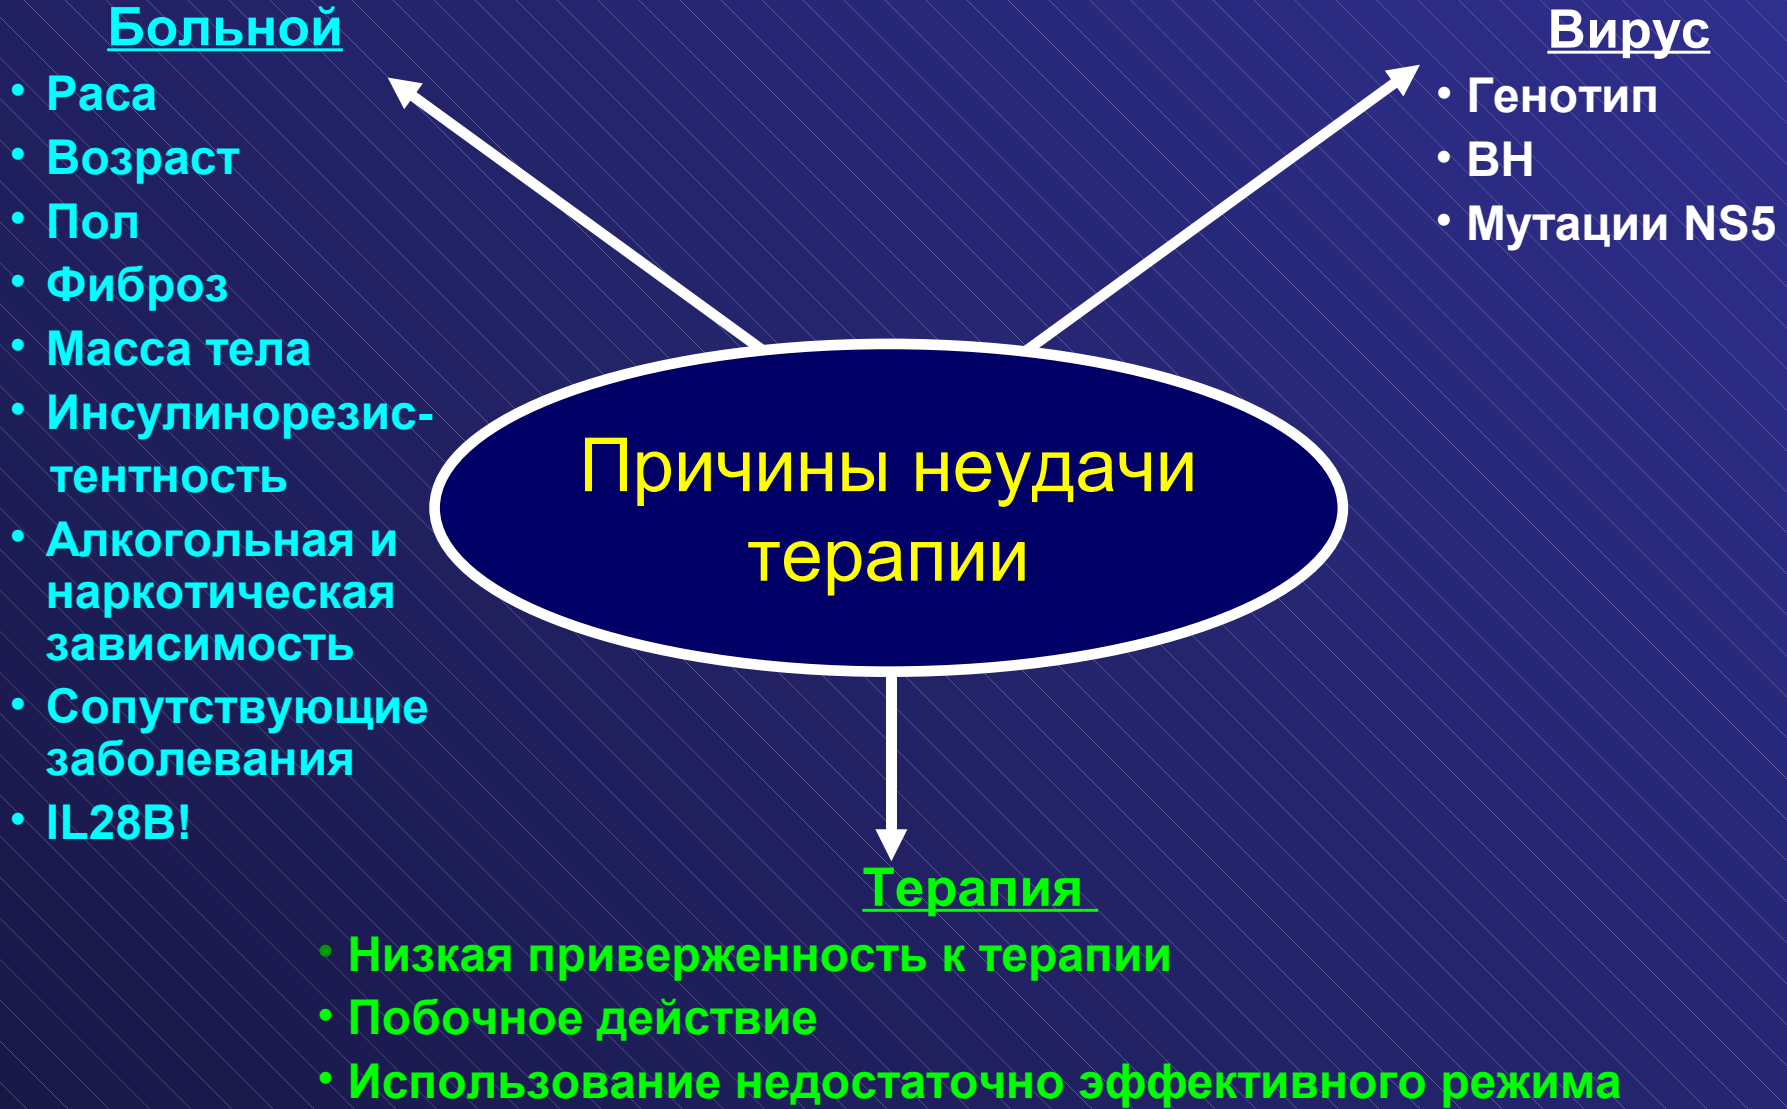 Больной
• Раса
• Возраст
• Пол
• Фиброз
• Масса тела
• Инсулинорезис-
тентность
• Алкогольная и
наркотическая
зависимость
• Сопутствующие
заболевания
• IL28B!
Вирус
• Генотип
• ВН
• Мутации NS5
Причины неудачи
терапии
Терапия
• Низкая приверженность к терапии
• Побочное действие
• Использование недостаточно эффективного режима